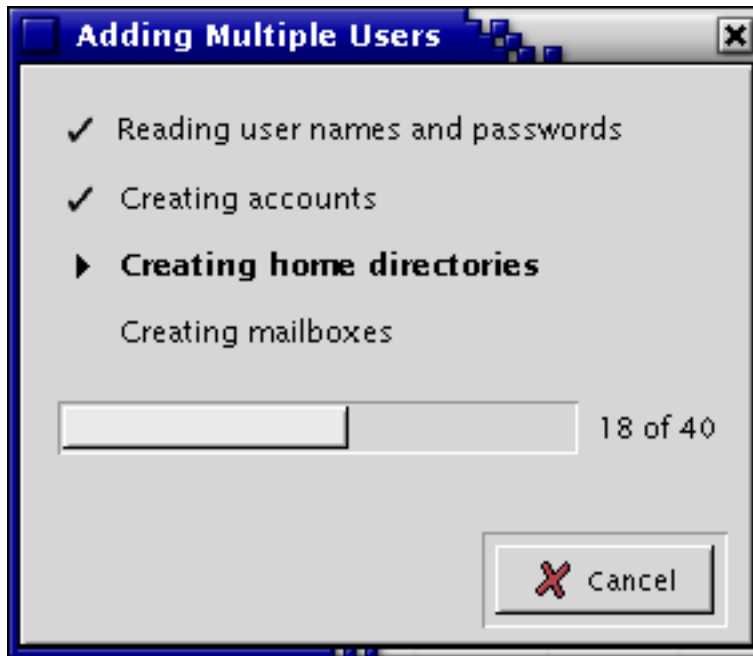 Adding Multiple Users
Reading user names and passwords
Creating accounts
Creating home directories
Creating mailboxes
18 of 40
Cancel